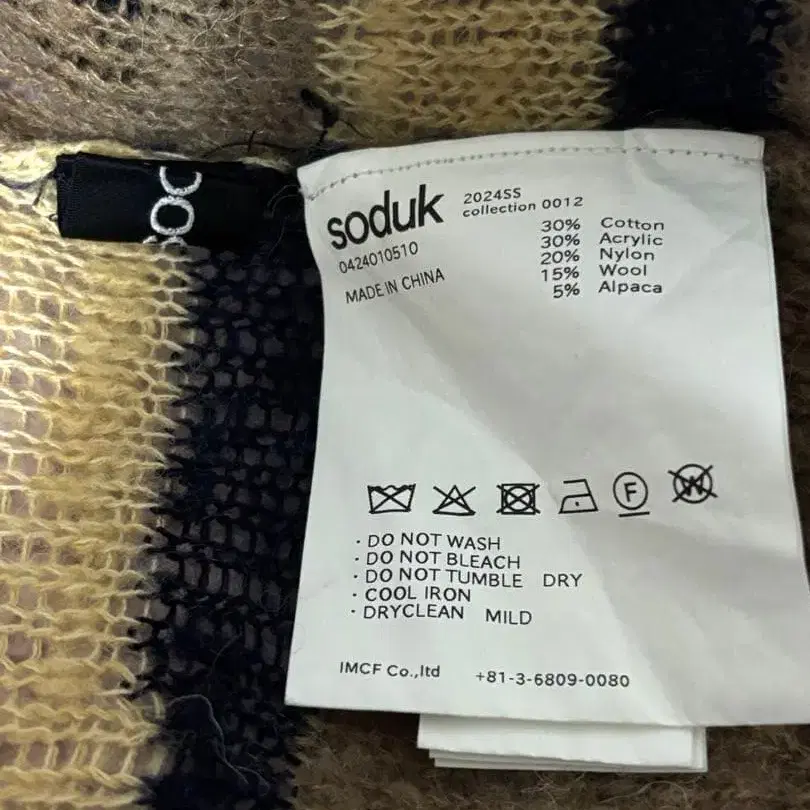 SOC
soduk
2024SS
collection 0012
0424010510
MADE IN CHINA
30% Cotton
30% Acrylic
20% Nylon
15% Wool
5% Alpaca
F
W
· DO NOT WASH
· DO NOT BLEACH
· DO NOT TUMBLE DRY
· COOL IRON
· DRYCLEAN MILD
IMCF Co.,ltd +81-3-6809-0080